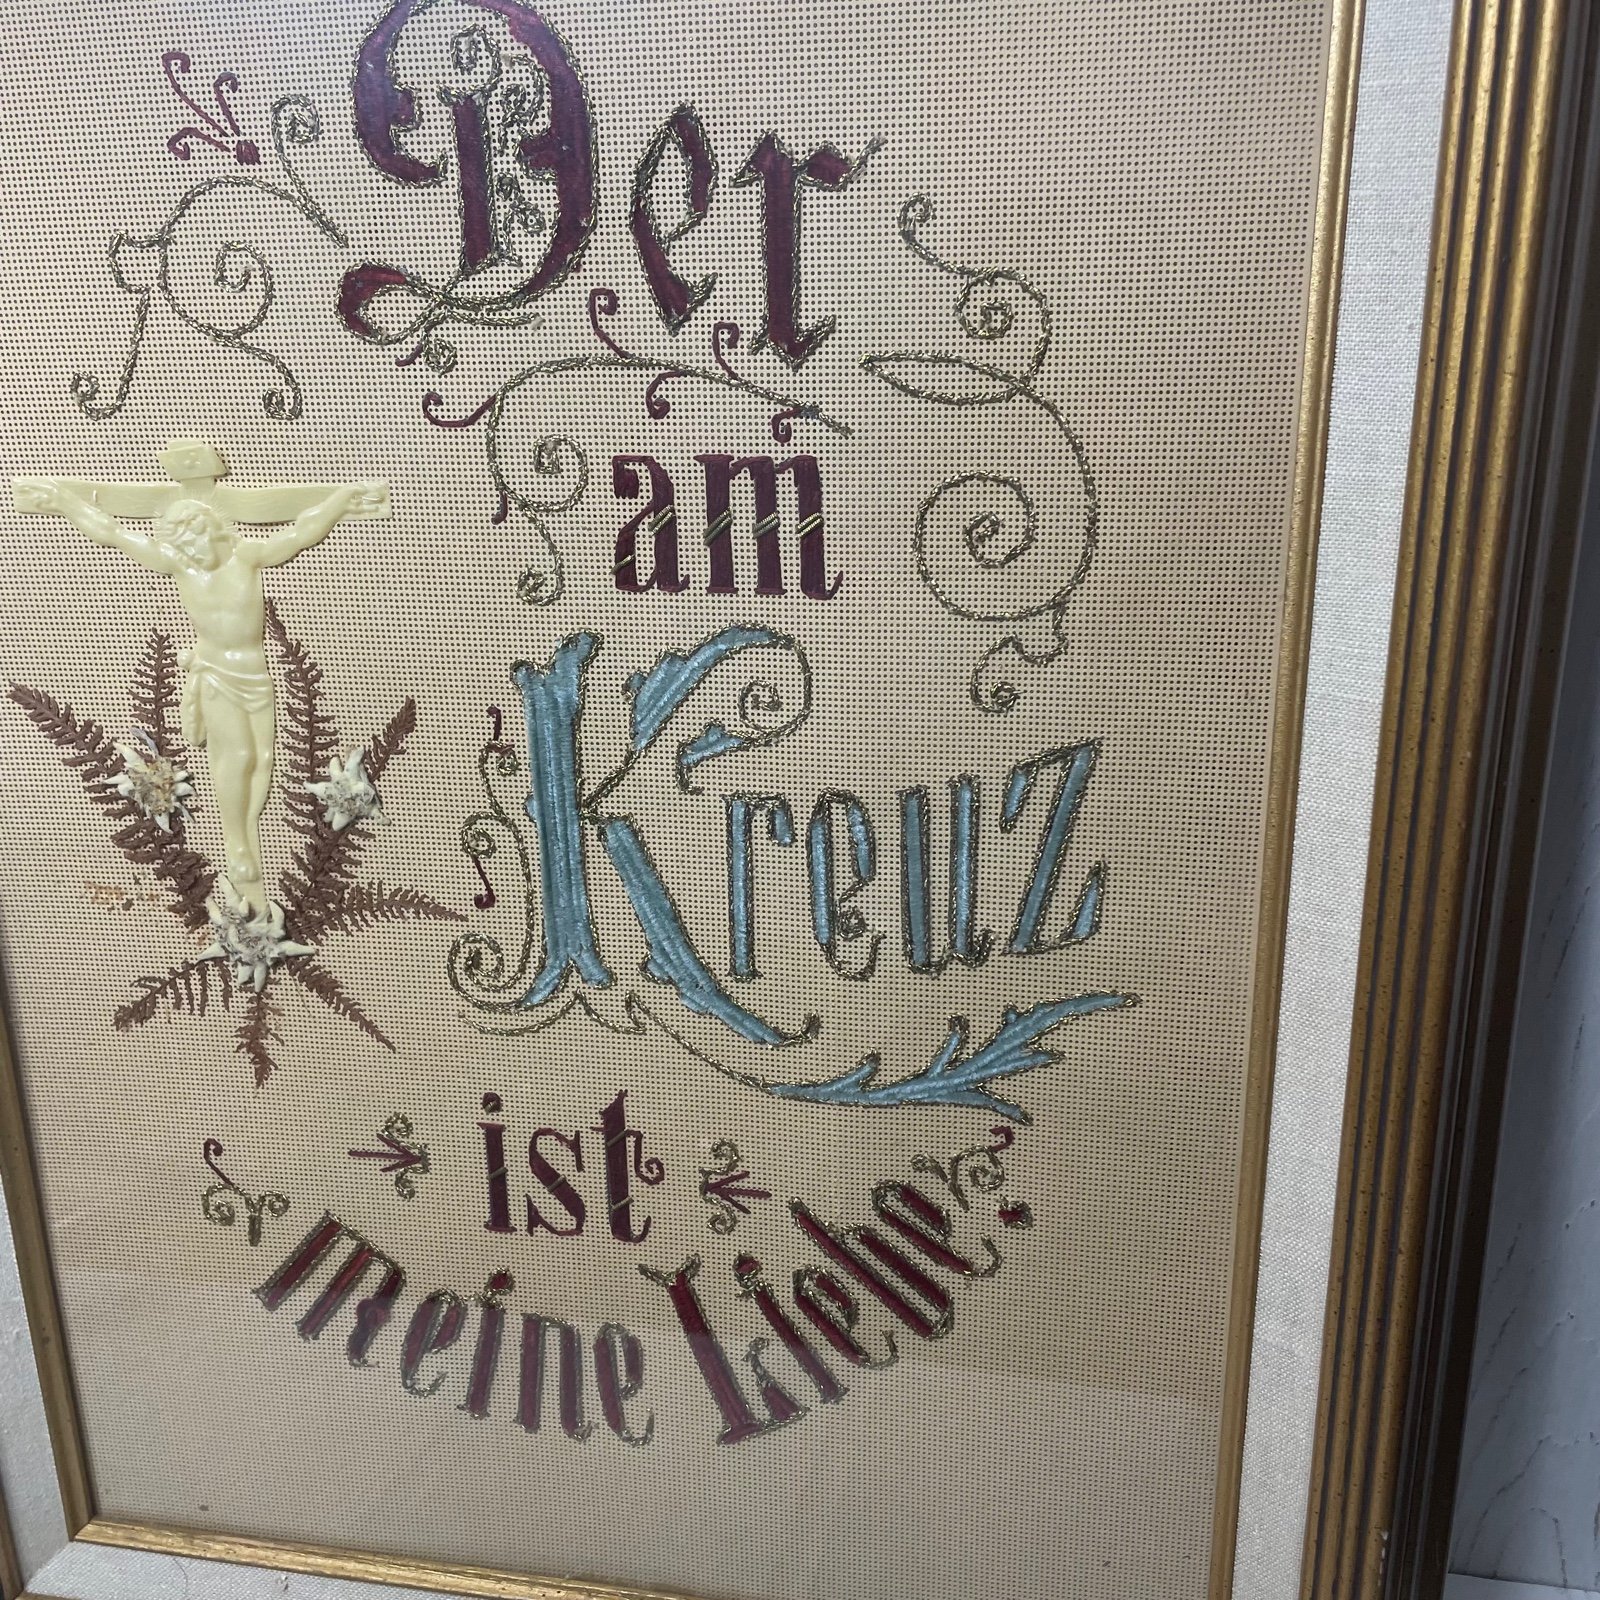 Der
am
Kreuz
ist
meine Liebe.